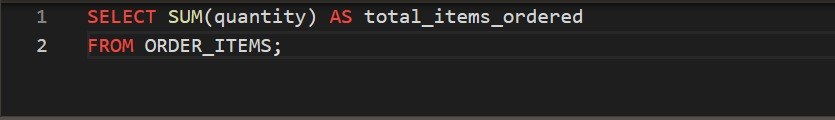 1 SELECT SUM(quantity) AS total_items_ordered
2 FROM ORDER_ITEMS;